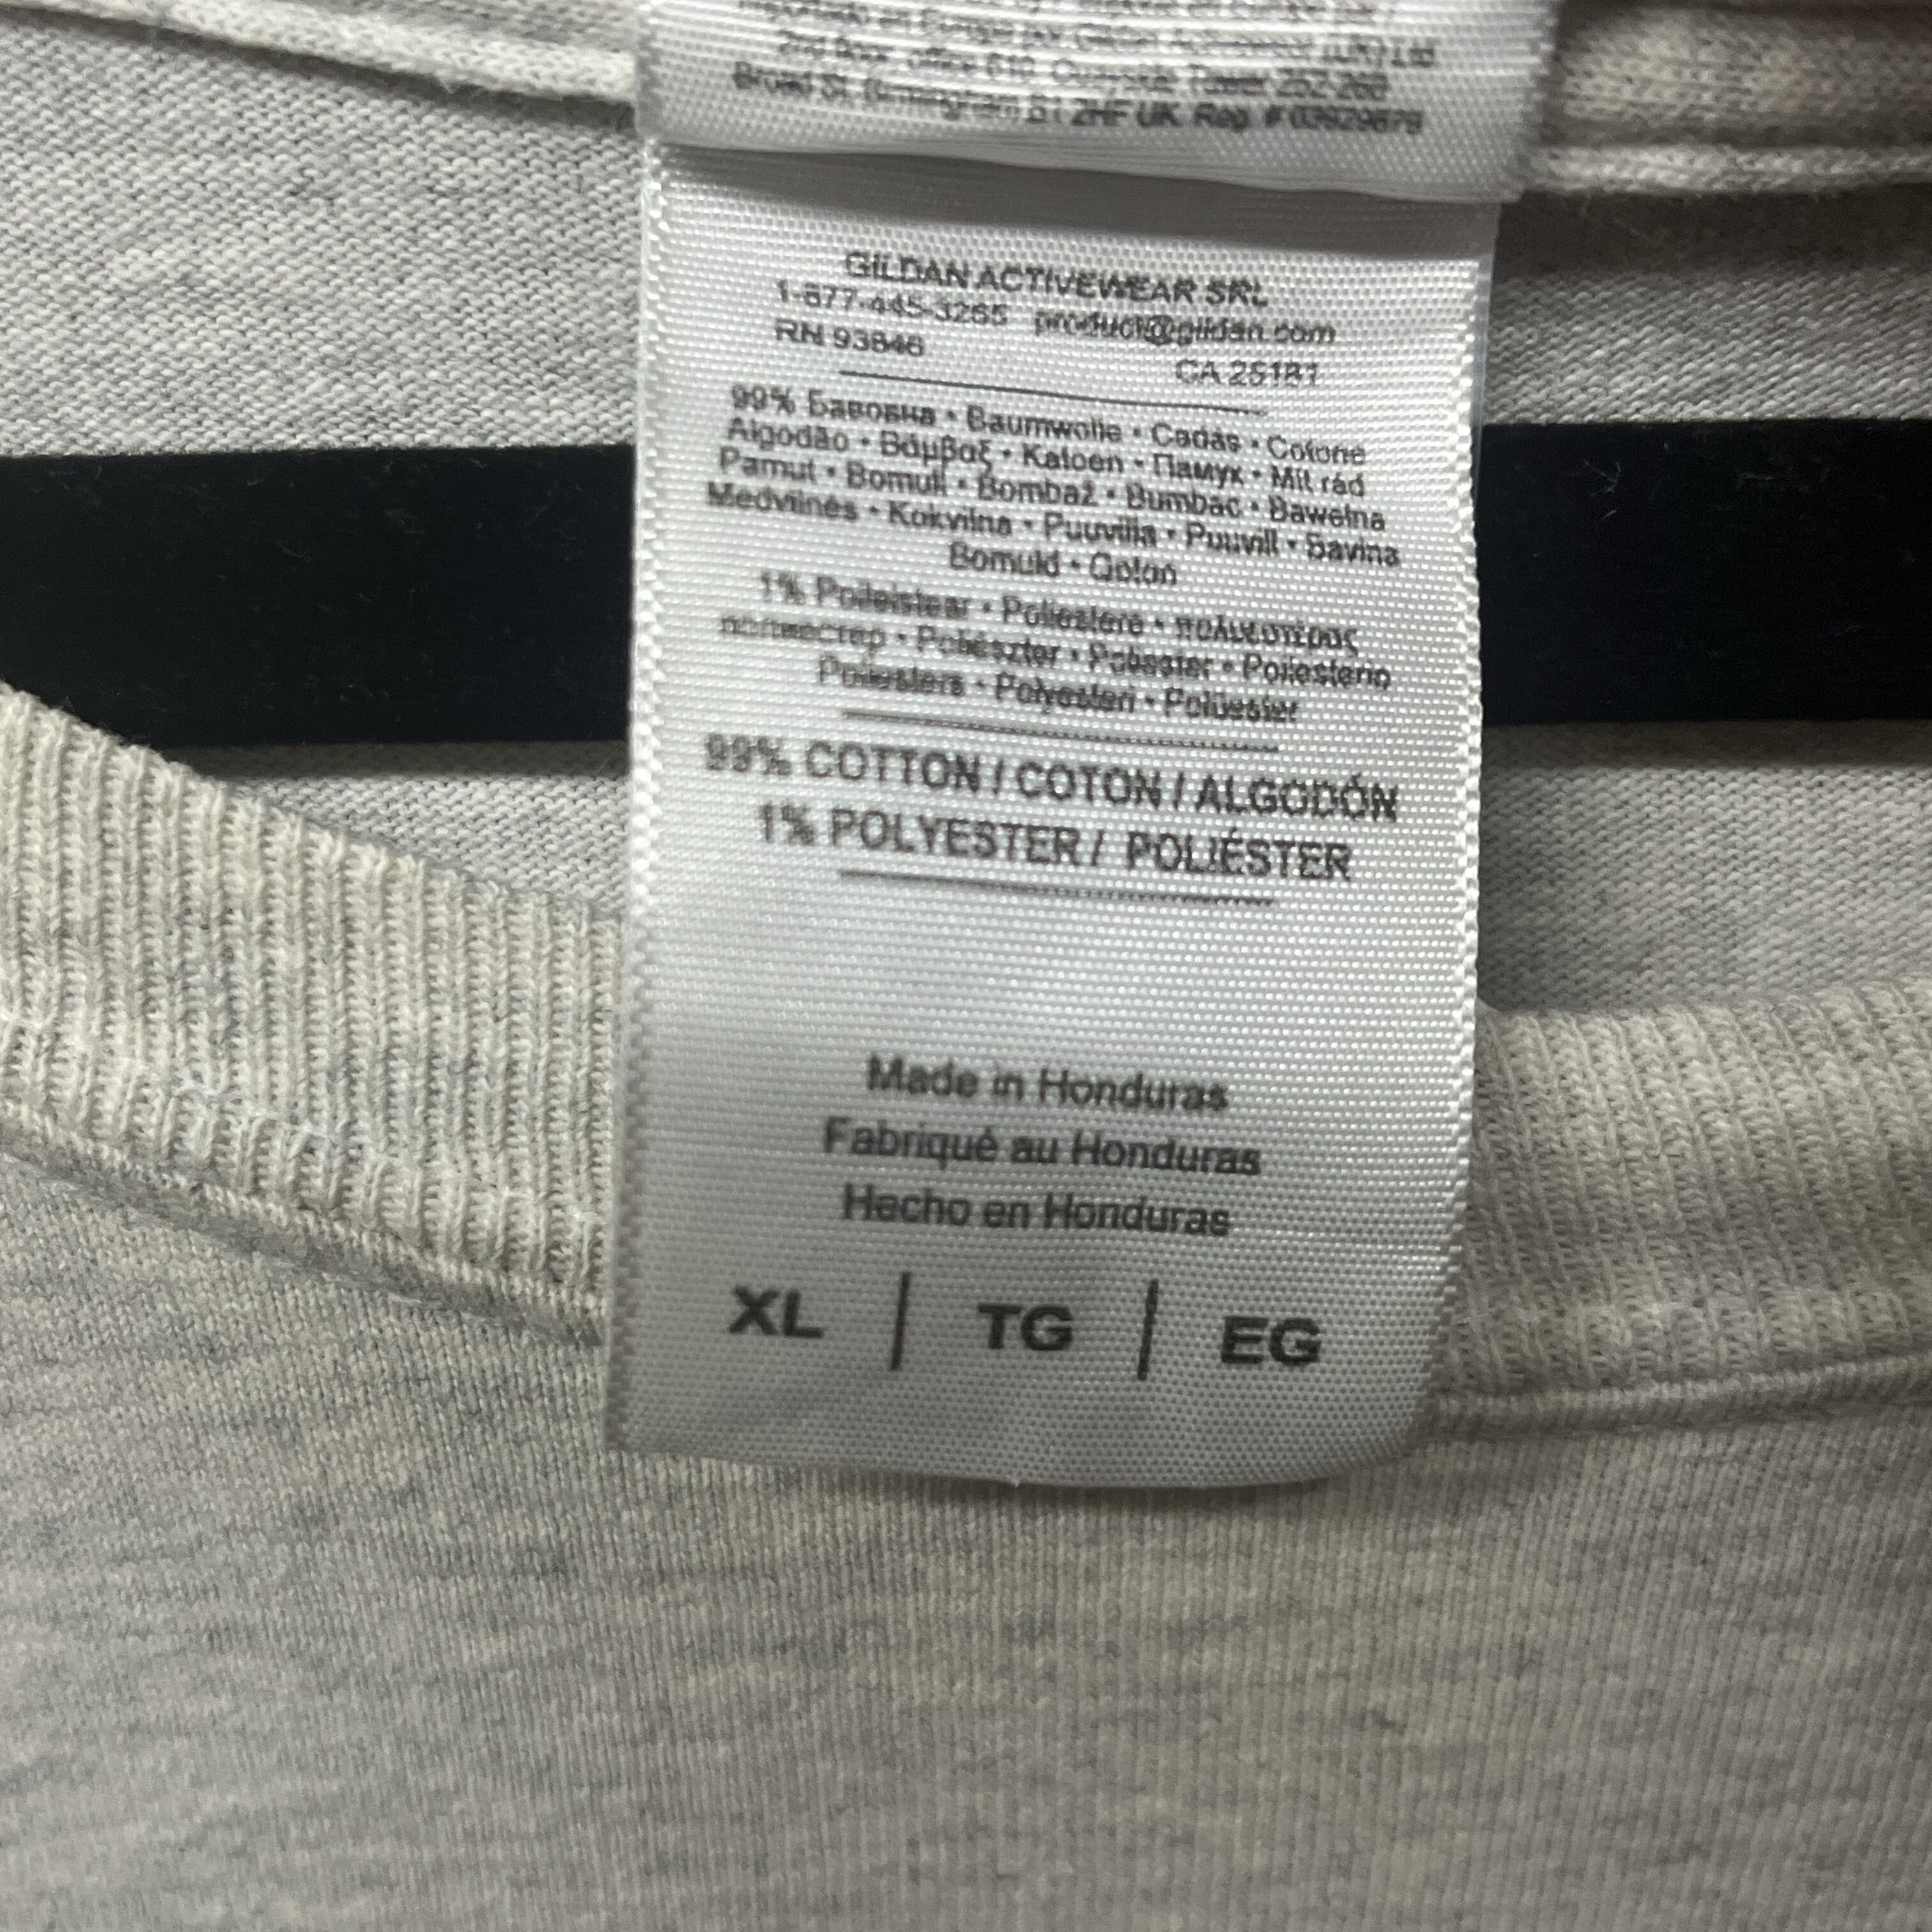 2nd floor, office 610, Quayside Tower 252-260
Broad St. Birmingham B1 2HF UK. Reg. # 03929679
GILDAN ACTIVEWEAR SRL
1-877-445-3265 product@gildan.com
RN 93846
CA 25181
99% Бавовна • Baumwolle • Cadás • Cotone
Algodão • Βάμβαξ • Katoen • Памук • Mit rád
Pamut • Bomull • Bombaž • Bumbac • Bawełna
Medvilnės • Kokvilna • Puuvilla • Puuvill • Bavlna
Bomuld • Qoton
1% Poileistear • Poliestere • πολυεστέρας
полиестер • Poliészter • Poliester • Poliesterio
Poliesters • Polyesteri • Polüester
99% COTTON / COTON / ALGODÓN
1% POLYESTER / POLIÉSTER
Made in Honduras
Fabriqué au Honduras
Hecho en Honduras
XL | TG | EG